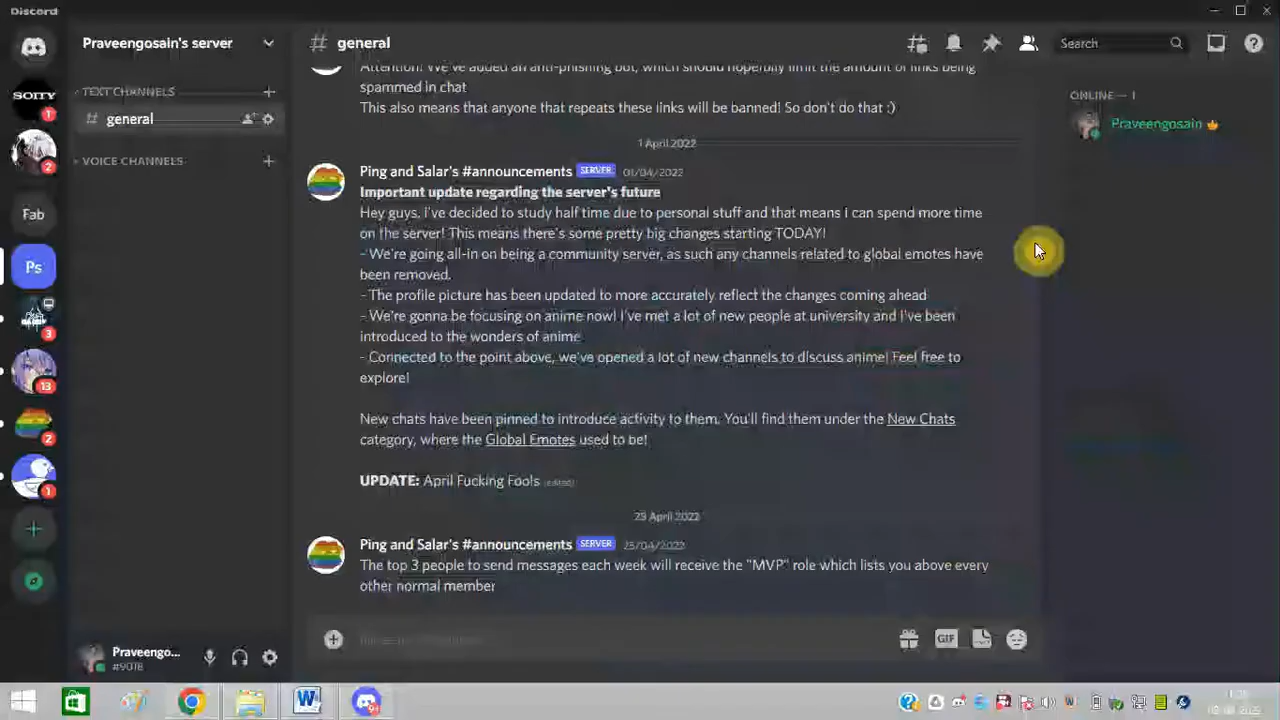 Discord
Praveengosain's server
# general
Search
SONY
1
2
Fab
Ps
3
13
2
1
TEXT CHANNELS
# general
VOICE CHANNELS
Attention! We've added an anti-phishing bot, which should hopefully limit the amount of links being
spammed in chat
This also means that anyone that repeats these links will be banned! So don't do that :)
1 April 2022
Ping and Salar's #announcements SERVER 01/04/2022
Important update regarding the server's future
Hey guys, I've decided to study half time due to personal stuff and that means I can spend more time
on the server! This means there's some pretty big changes starting TODAY!
- We're going all-in on being a community server, as such any channels related to global emotes have
been removed.
- The profile picture has been updated to more accurately reflect the changes coming ahead
- We're gonna be focusing on anime now! I've met a lot of new people at university and I've been
introduced to the wonders of anime.
- Connected to the point above, we've opened a lot of new channels to discuss anime! Feel free to
explore!
New chats have been pinned to introduce activity to them. You'll find them under the New Chats
category, where the Global Emotes used to be!
UPDATE: April Fucking Fools (edited)
Ping and Salar's #announcements SERVER
The top 3 people to send messages each week will receive the "MVP" role which lists you above every
other normal member
GIF
ONLINE — 1
Praveengosain
Praveengo...
#9018